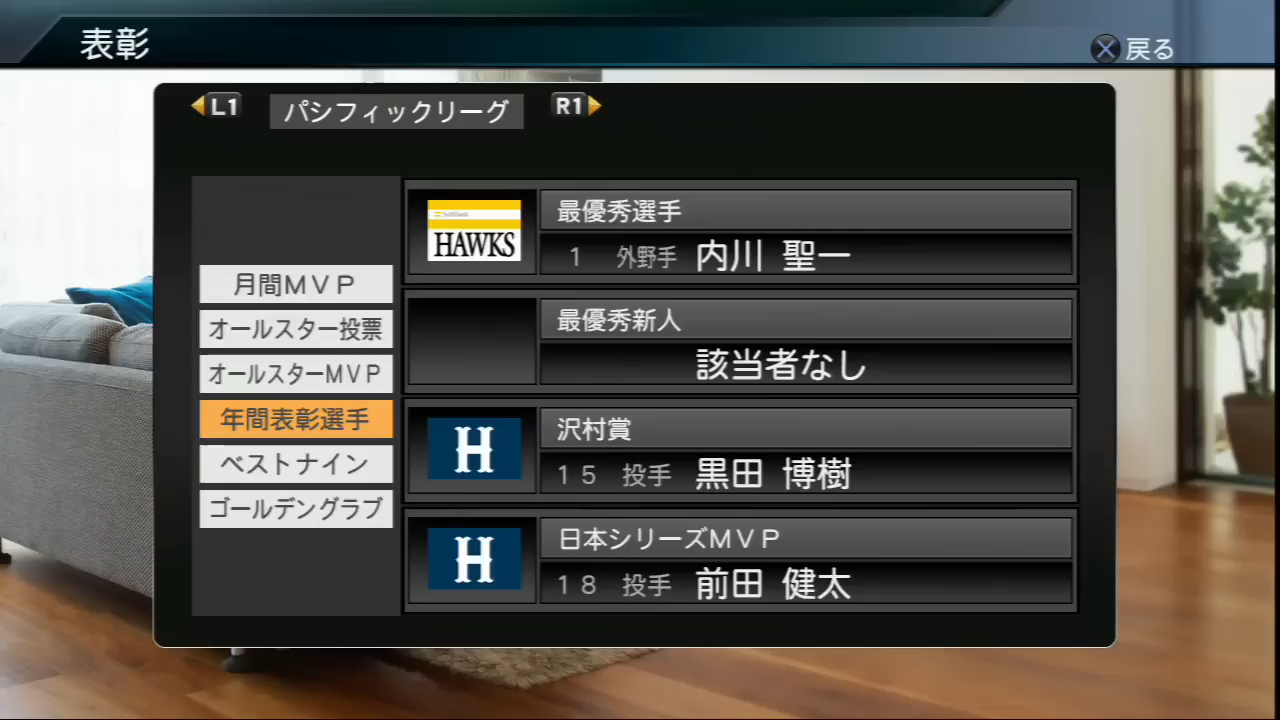 表彰
戻る
L1 パシフィックリーグ R1
月間MVP
オールスター投票
オールスターMVP
年間表彰選手
ベストナイン
ゴールデングラブ
SoftBank
HAWKS
最優秀選手
1 外野手 内川 聖一
最優秀新人
該当者なし
H
沢村賞
15 投手 黒田 博樹
H
日本シリーズMVP
18 投手 前田 健太